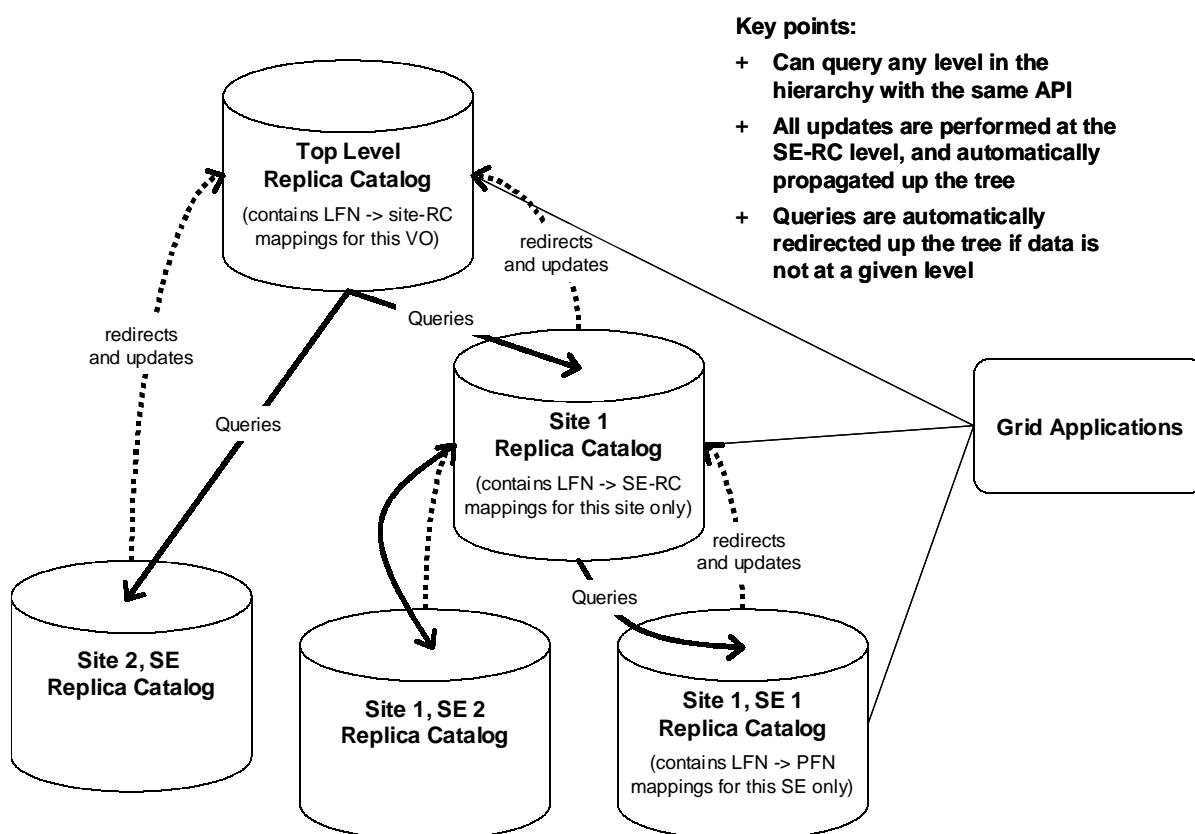 Key points:
+ Can query any level in the
hierarchy with the same API
+ All updates are performed at the
SE-RC level, and automatically
propagated up the tree
+ Queries are automatically
redirected up the tree if data is
not at a given level
Top Level
Replica Catalog
(contains LFN -> site-RC
mappings for this VO)
redirects
and updates
redirects
and updates
Queries
Queries
Site 1
Replica Catalog
(contains LFN -> SE-RC
mappings for this site only)
Grid Applications
redirects
and updates
Queries
Site 2, SE
Replica Catalog
Site 1, SE 2
Replica Catalog
Site 1, SE 1
Replica Catalog
(contains LFN -> PFN
mappings for this SE only)